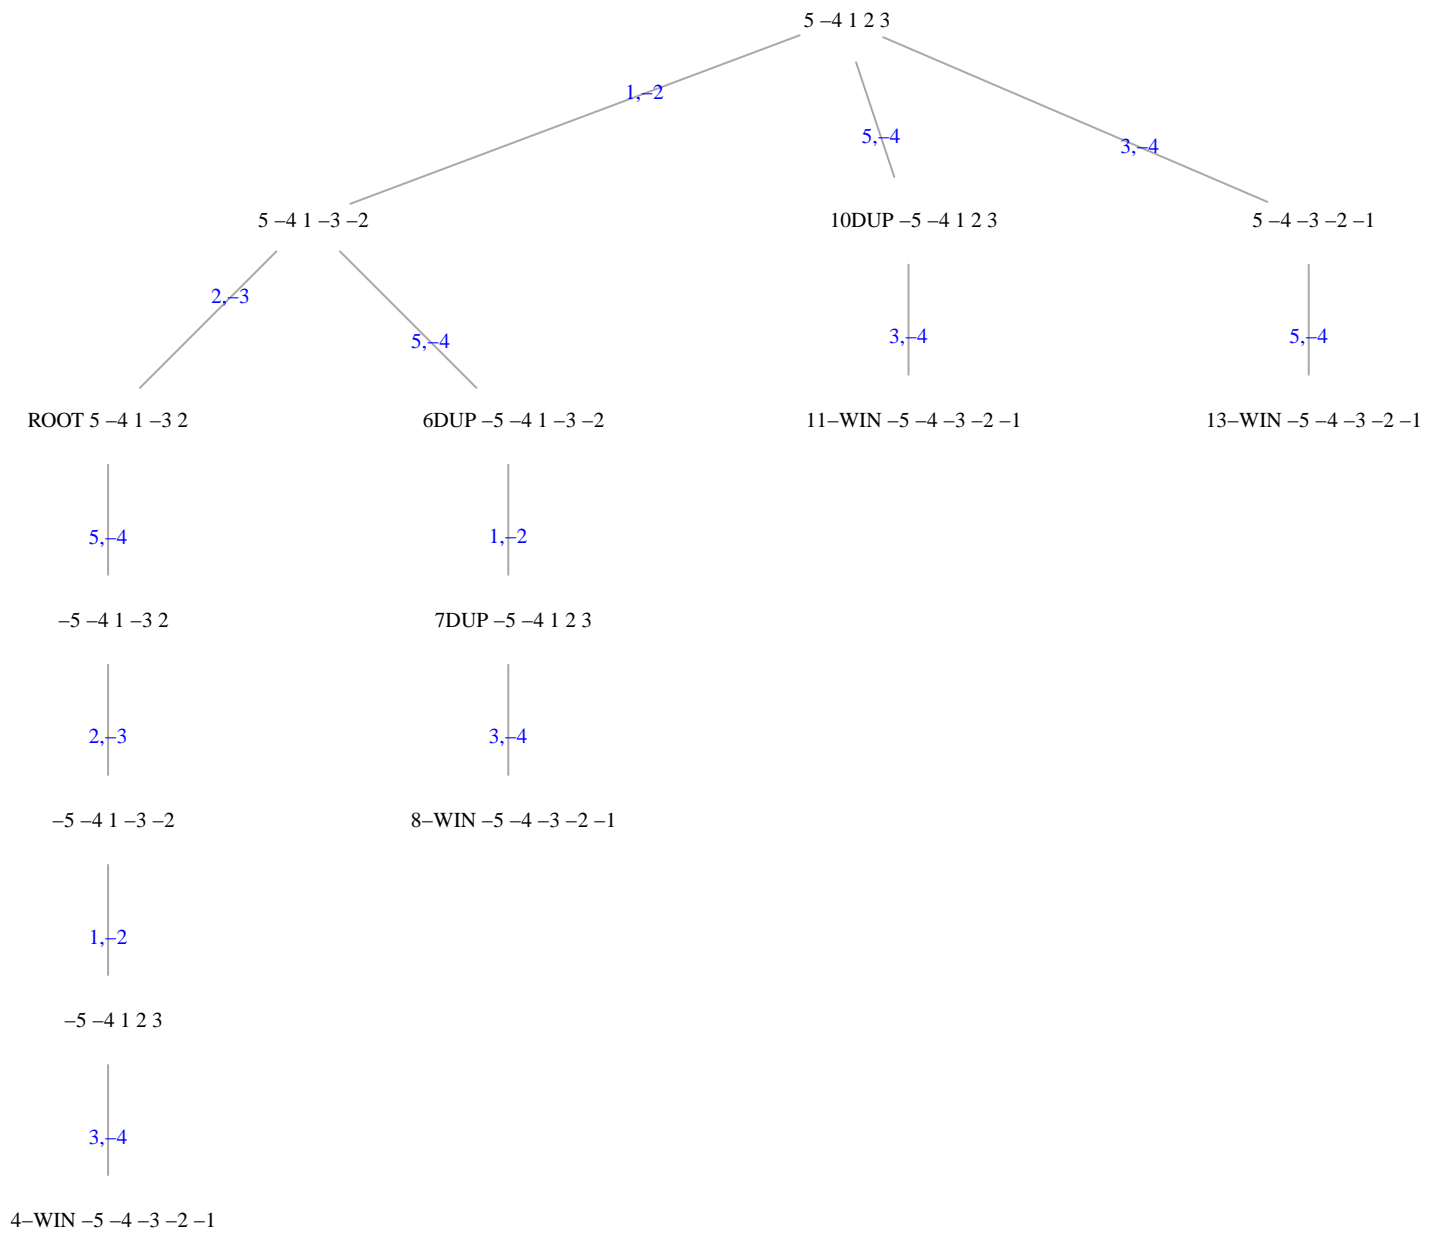 5 –4 1 2 3
1,–2
5,–4
3,–4
5 –4 1 –3 –2
10DUP –5 –4 1 2 3
5 –4 –3 –2 –1
2,–3
5,–4
3,–4
5,–4
ROOT 5 –4 1 –3 2
6DUP –5 –4 1 –3 –2
11–WIN –5 –4 –3 –2 –1
13–WIN –5 –4 –3 –2 –1
5,–4
1,–2
–5 –4 1 –3 2
7DUP –5 –4 1 2 3
2,–3
3,–4
–5 –4 1 –3 –2
8–WIN –5 –4 –3 –2 –1
1,–2
–5 –4 1 2 3
3,–4
4–WIN –5 –4 –3 –2 –1